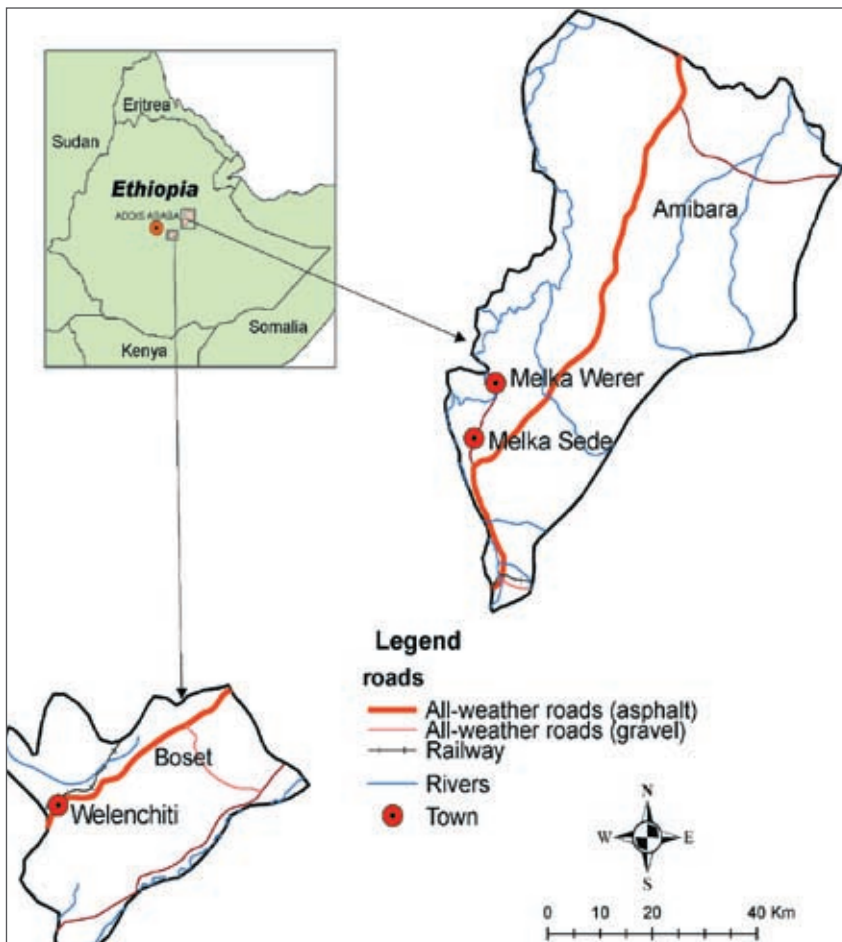 Eritrea
Sudan
Ethiopia
ADDIS ABABA
Somalia
Kenya
Amibara
Melka Werer
Melka Sede
Legend
roads
All-weather roads (asphalt)
All-weather roads (gravel)
Railway
Rivers
Town
Boset
Welenchiti
N
W E
S
0 10 20 40 Km